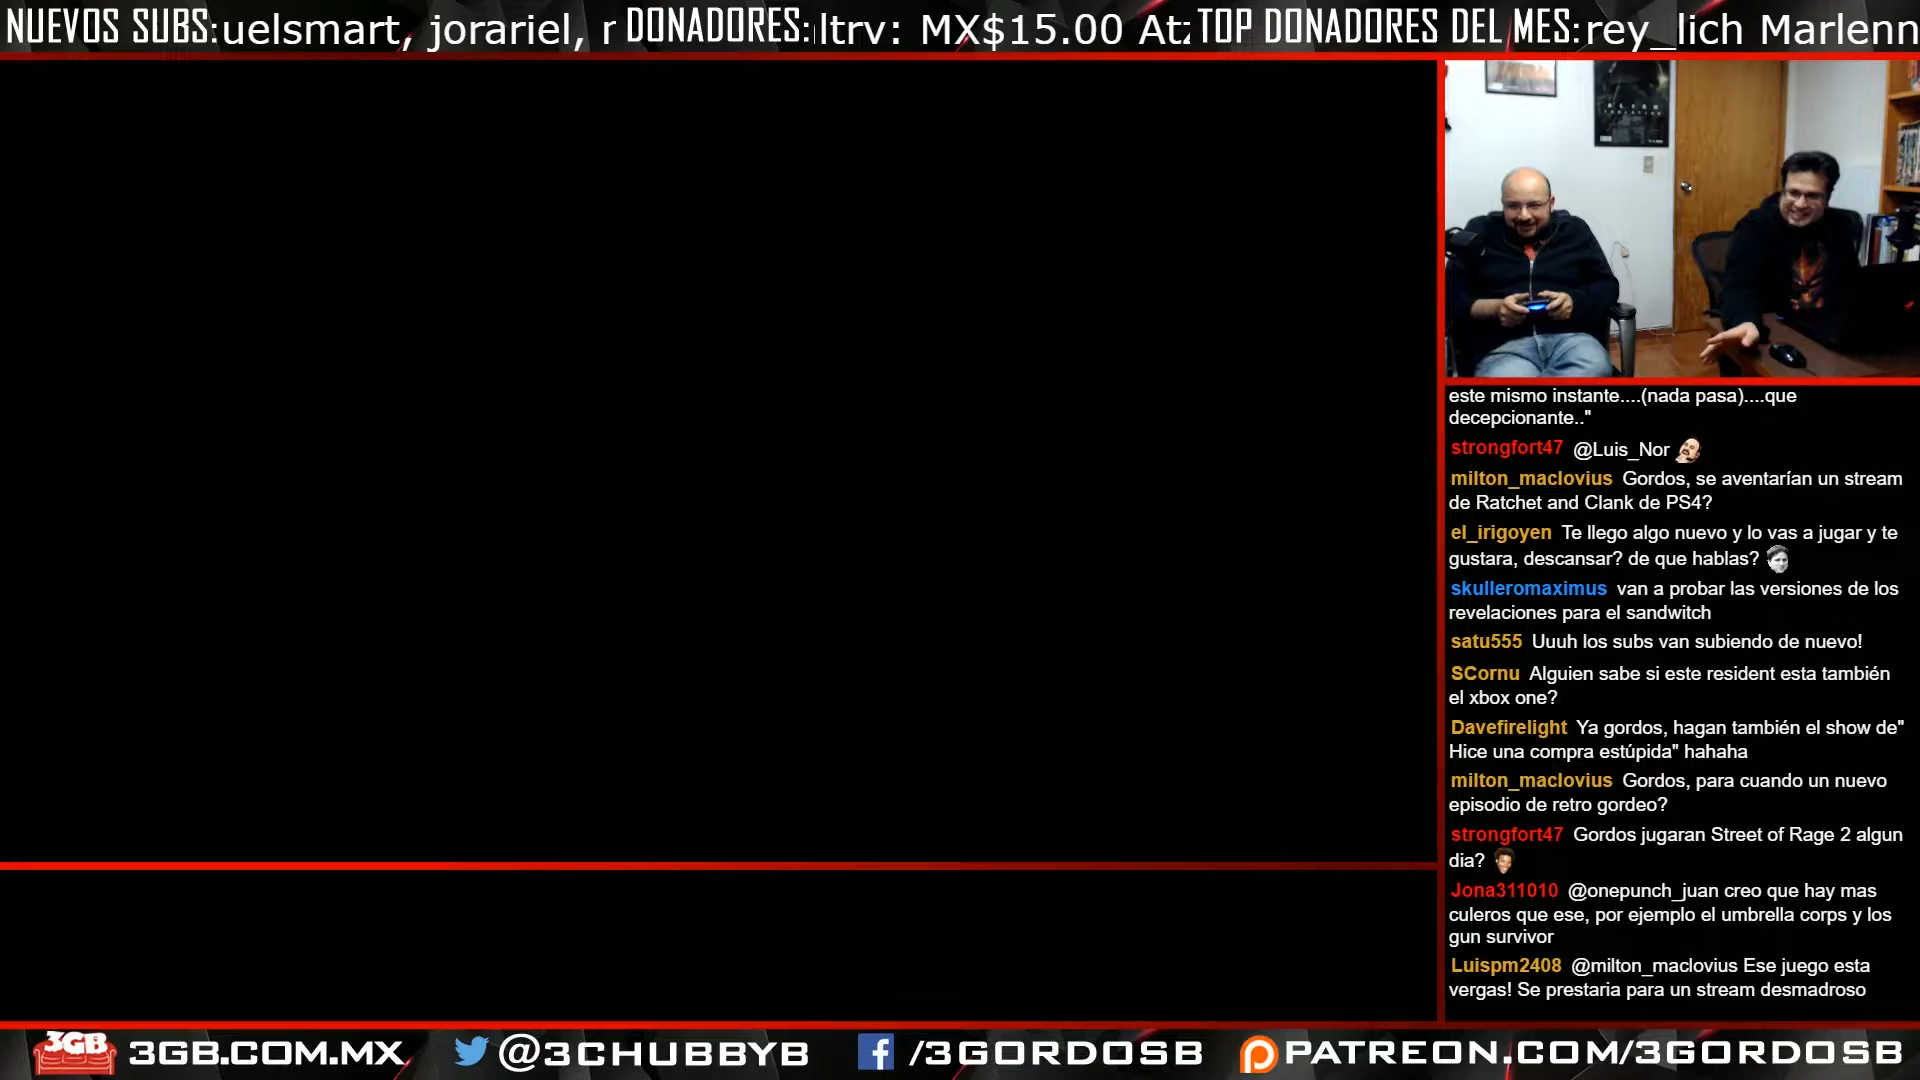 NUEVOS SUBS: uelsmart, jorariel, r DONADORES: ltrv: MX$15.00 Atz TOP DONADORES DEL MES: rey_lich Marlenn
este mismo instante....(nada pasa)....que
decepcionante.."
strongfort47 @Luis_Nor
milton_maclovius Gordos, se aventarían un stream
de Ratchet and Clank de PS4?
el_irigoyen Te llego algo nuevo y lo vas a jugar y te
gustara, descansar? de que hablas?
skulleromaximus van a probar las versiones de los
revelaciones para el sandwitch
satu555 Uuuh los subs van subiendo de nuevo!
SCornu Alguien sabe si este resident esta también
el xbox one?
Davefirelight Ya gordos, hagan también el show de"
Hice una compra estúpida" hahaha
milton_maclovius Gordos, para cuando un nuevo
episodio de retro gordeo?
strongfort47 Gordos jugaran Street of Rage 2 algun
dia?
Jona311010 @onepunch_juan creo que hay mas
culeros que ese, por ejemplo el umbrella corps y los
gun survivor
Luispm2408 @milton_maclovius Ese juego esta
vergas! Se prestaria para un stream desmadroso
3GB 3GB.COM.MX @3CHUBBYB /3GORDOSB PATREON.COM/3GORDOSB